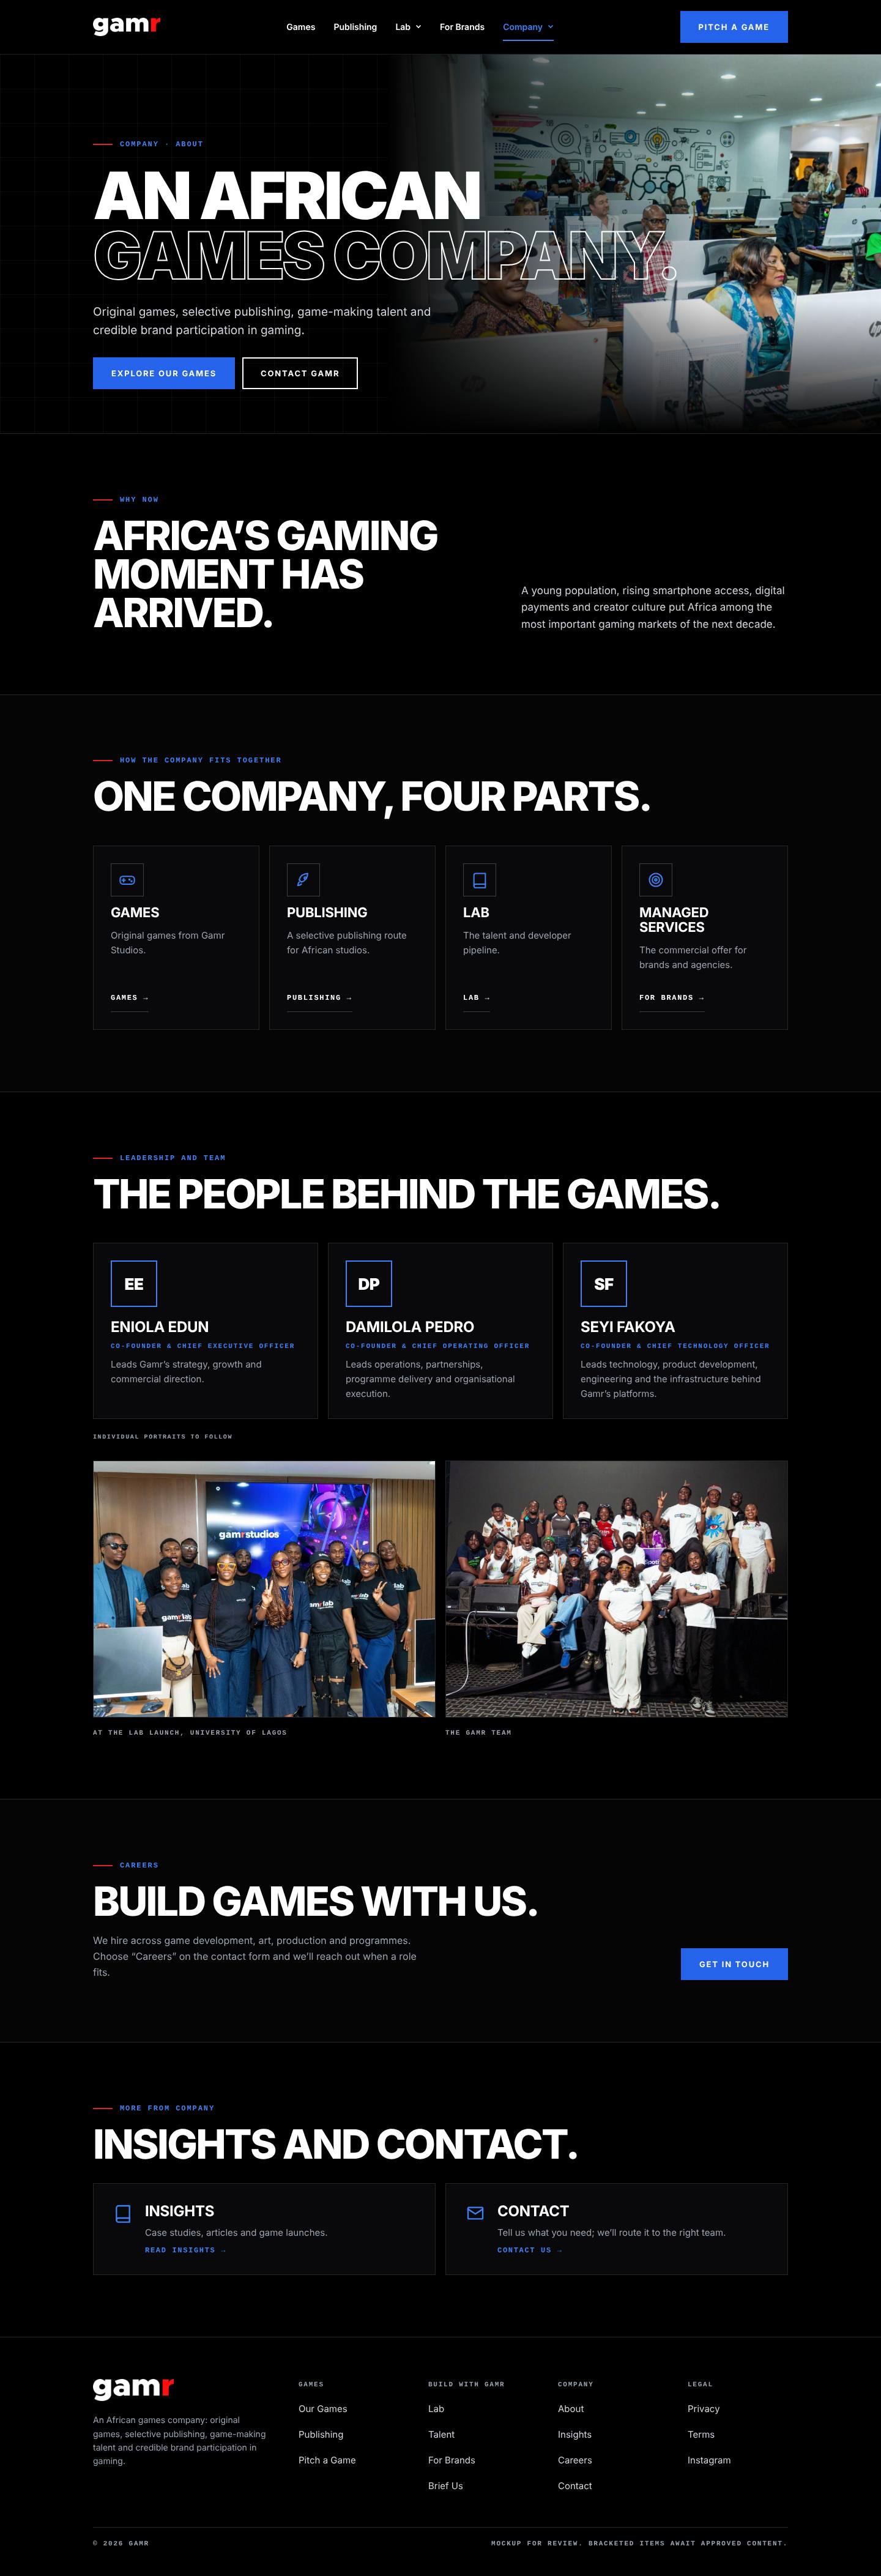 gamr
Games Publishing Lab For Brands Company
PITCH A GAME
COMPANY · ABOUT
AN AFRICAN
GAMES COMPANY.
Original games, selective publishing, game-making talent and
credible brand participation in gaming.
EXPLORE OUR GAMES
CONTACT GAMR
WHY NOW
AFRICA’S GAMING
MOMENT HAS
ARRIVED.
A young population, rising smartphone access, digital
payments and creator culture put Africa among the
most important gaming markets of the next decade.
HOW THE COMPANY FITS TOGETHER
ONE COMPANY, FOUR PARTS.
GAMES
Original games from Gamr
Studios.
GAMES →
PUBLISHING
A selective publishing route
for African studios.
PUBLISHING →
LAB
The talent and developer
pipeline.
LAB →
MANAGED
SERVICES
The commercial offer for
brands and agencies.
FOR BRANDS →
LEADERSHIP AND TEAM
THE PEOPLE BEHIND THE GAMES.
EE
ENIOLA EDUN
CO-FOUNDER & CHIEF EXECUTIVE OFFICER
Leads Gamr’s strategy, growth and
commercial direction.
DP
DAMILOLA PEDRO
CO-FOUNDER & CHIEF OPERATING OFFICER
Leads operations, partnerships,
programme delivery and organisational
execution.
SF
SEYI FAKOYA
CO-FOUNDER & CHIEF TECHNOLOGY OFFICER
Leads technology, product development,
engineering and the infrastructure behind
Gamr’s platforms.
INDIVIDUAL PORTRAITS TO FOLLOW
gamrstudios
AT THE LAB LAUNCH, UNIVERSITY OF LAGOS
THE GAMR TEAM
CAREERS
BUILD GAMES WITH US.
We hire across game development, art, production and programmes.
Choose “Careers” on the contact form and we’ll reach out when a role
fits.
GET IN TOUCH
MORE FROM COMPANY
INSIGHTS AND CONTACT.
INSIGHTS
Case studies, articles and game launches.
READ INSIGHTS →
CONTACT
Tell us what you need; we’ll route it to the right team.
CONTACT US →
gamr
An African games company: original
games, selective publishing, game-making
talent and credible brand participation in
gaming.
GAMES
Our Games
Publishing
Pitch a Game
BUILD WITH GAMR
Lab
Talent
For Brands
Brief Us
COMPANY
About
Insights
Careers
Contact
LEGAL
Privacy
Terms
Instagram
© 2026 GAMR
MOCKUP FOR REVIEW. BRACKETED ITEMS AWAIT APPROVED CONTENT.